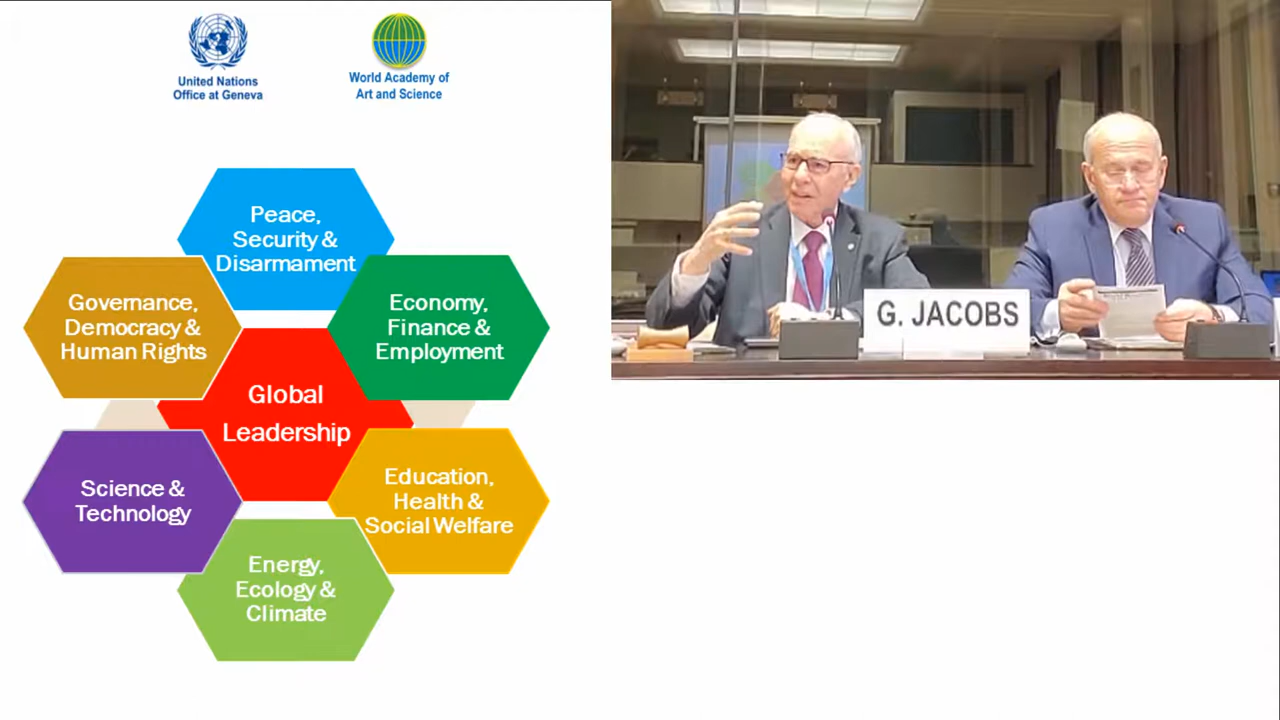 United Nations
Office at Geneva
World Academy of
Art and Science
Peace,
Security &
Disarmament
Governance,
Democracy &
Human Rights
Economy,
Finance &
Employment
Global
Leadership
Science &
Technology
Education,
Health &
Social Welfare
Energy,
Ecology &
Climate
G. JACOBS